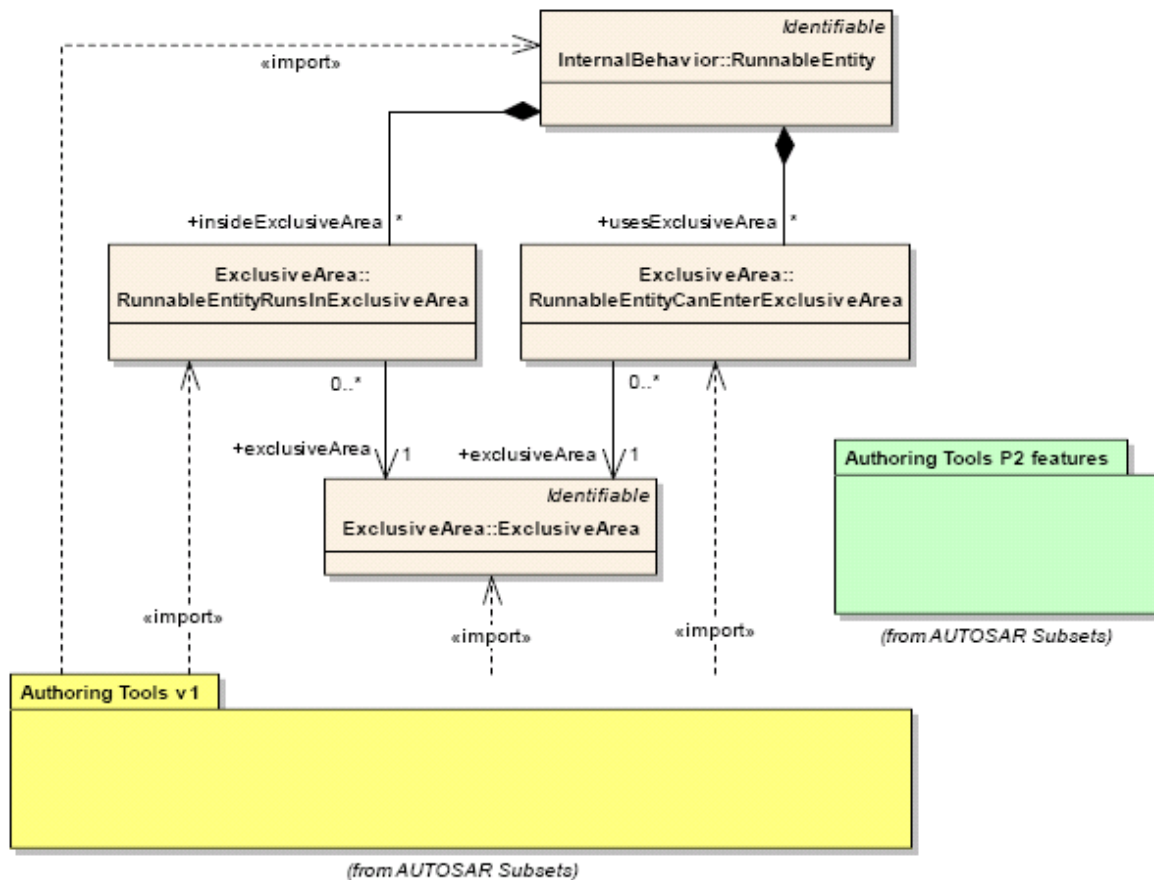 Identifiable
InternalBehavior::RunnableEntity
«import»
+insideExclusiveArea *
+usesExclusiveArea *
ExclusiveArea::
RunnableEntityRunsInExclusiveArea
ExclusiveArea::
RunnableEntityCanEnterExclusiveArea
0..*
0..*
+exclusiveArea 1
+exclusiveArea 1
Identifiable
ExclusiveArea::ExclusiveArea
Authoring Tools P2 features
(from AUTOSAR Subsets)
«import»
«import»
«import»
Authoring Tools v1
(from AUTOSAR Subsets)